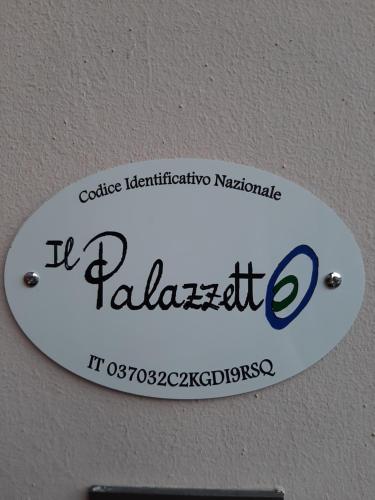 Codice Identificativo Nazionale
Il Palazzetto
IT 037032C2KGDI9RSQ